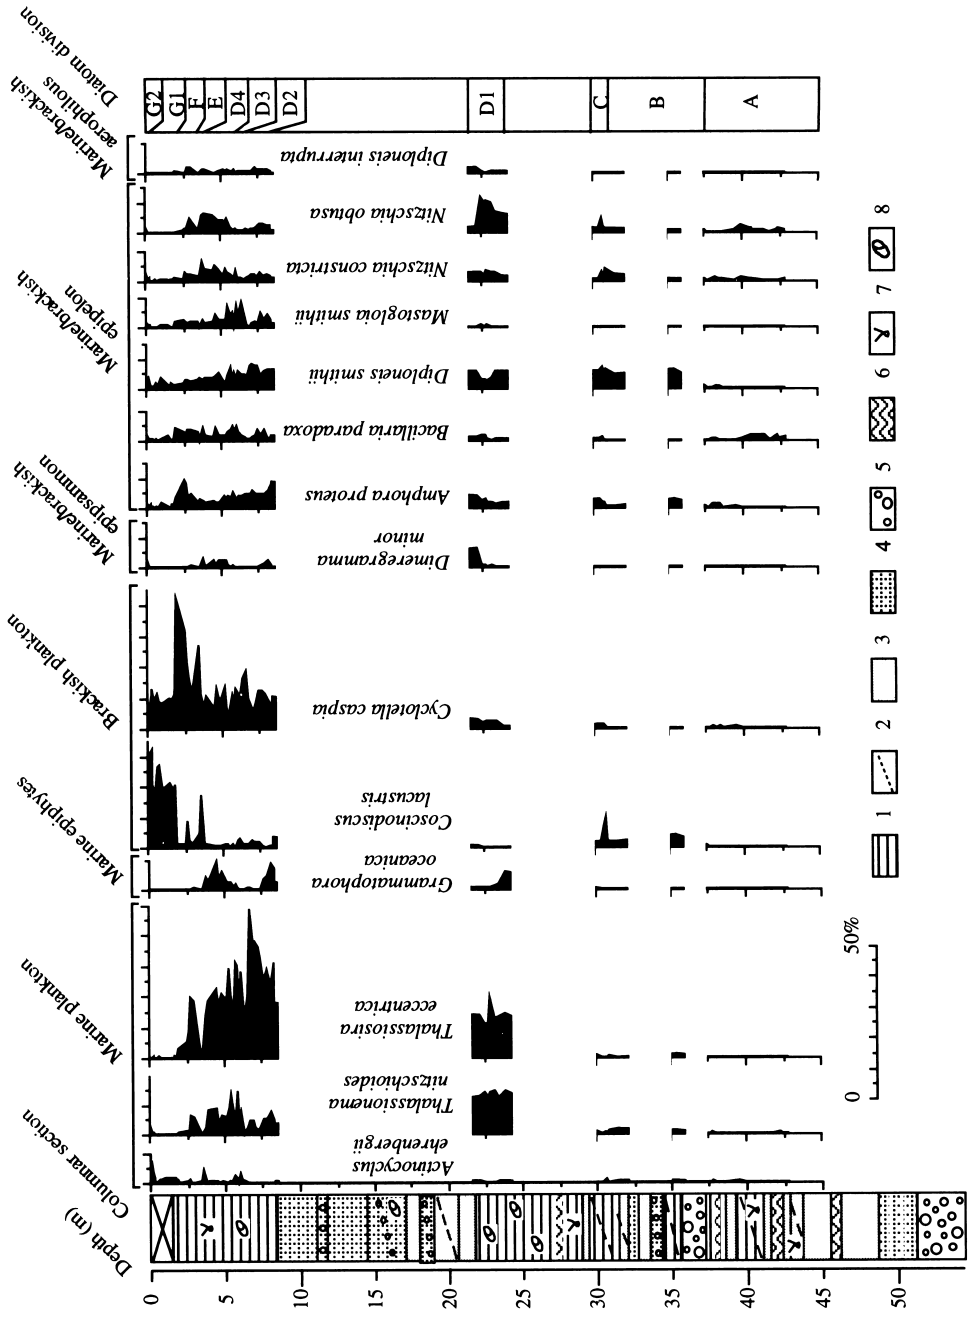 Depth (m)
Columnar section
Marine plankton
Marine epiphytes
Brackish plankton
Marine/brackish
epipsammon
Marine/brackish
epipelon
Marine/brackish
aerophilous
Diatom division
Actinocyclus
ehrenbergii
Thalassionema
nitzschioides
Thalassiosira
eccentrica
Grammatophora
oceanica
Coscinodiscus
lacustris
Cyclotella caspia
Dimeregramma
minor
Amphora proteus
Bacillaria paradoxa
Diploneis smithii
Mastogloia smithii
Nitzschia constricta
Nitzschia obtusa
Diploneis interrupta
G2
G1
F
E
D4
D3
D2
D1
C
B
A
0
5
10
15
20
25
30
35
40
45
50
0 50%
1
2
3
4
5
6
7
8